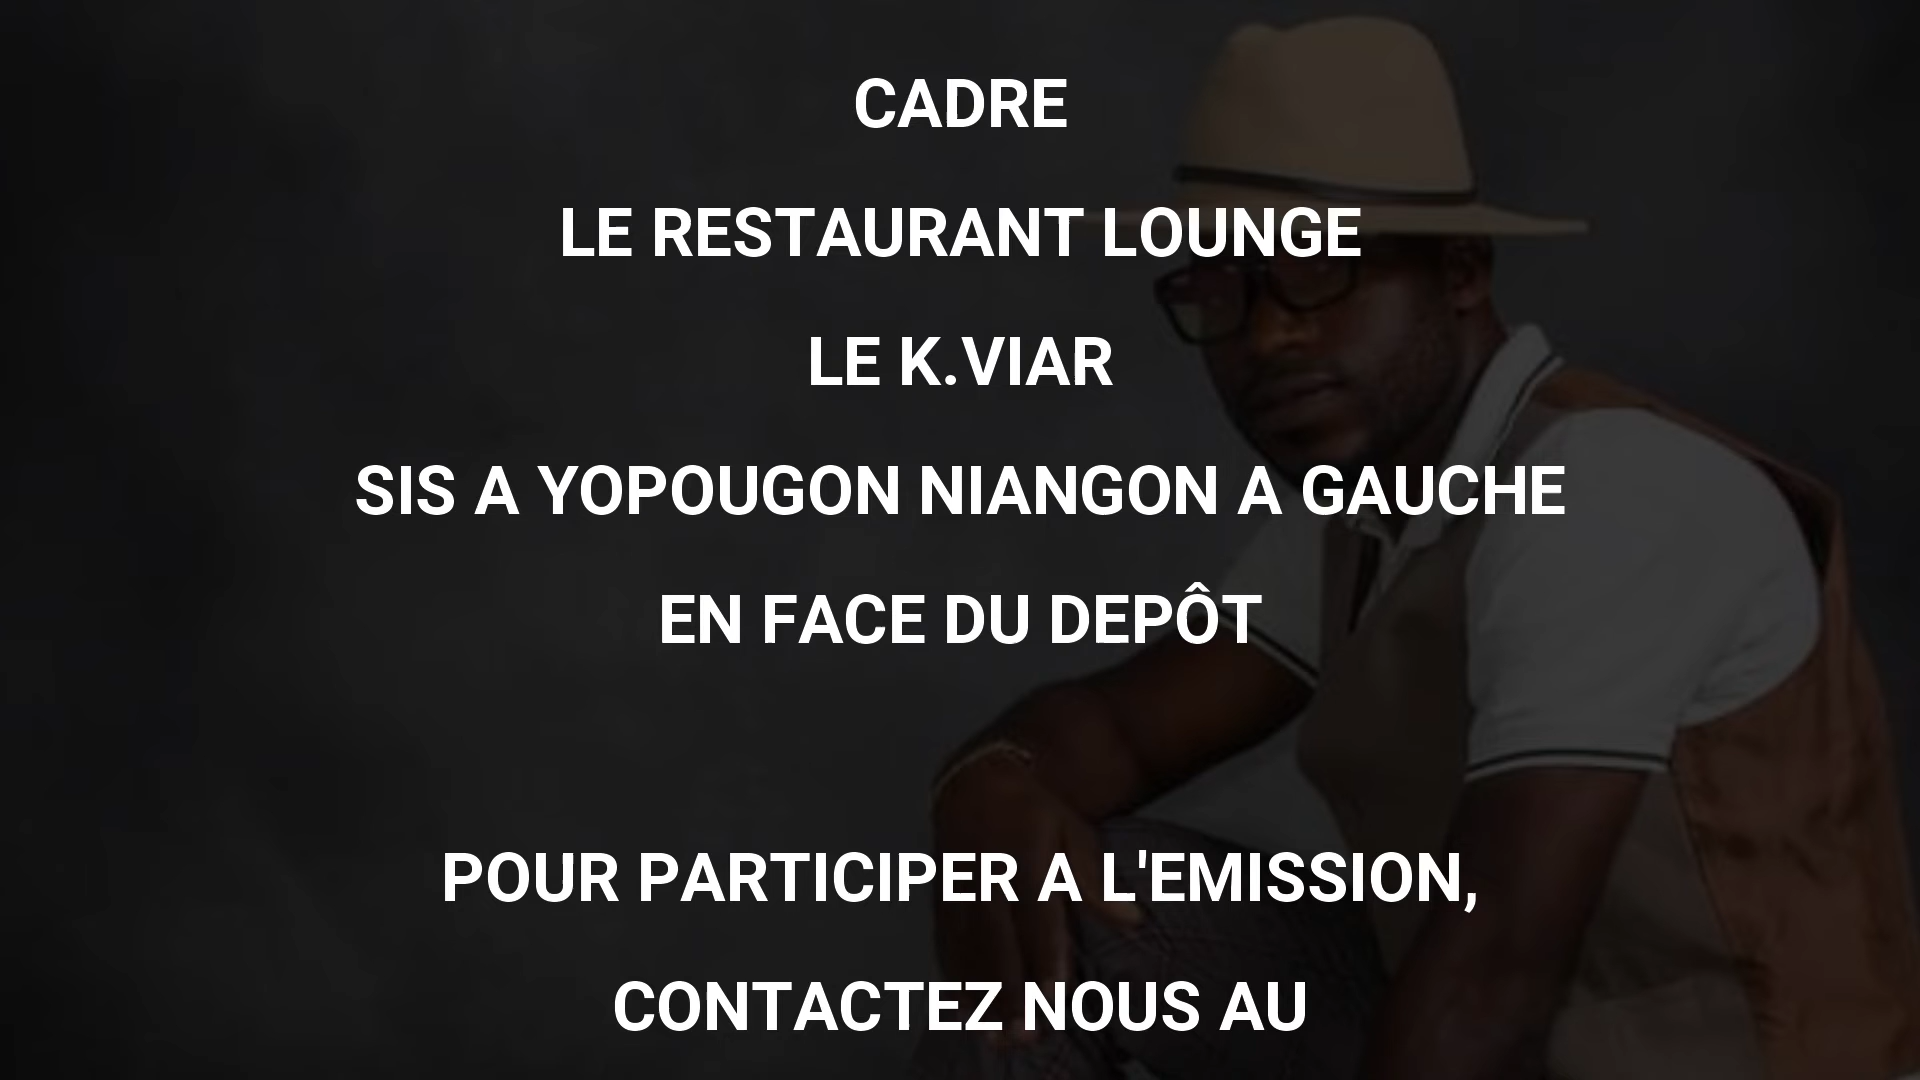 CADRE
LE RESTAURANT LOUNGE
LE K.VIAR
SIS A YOPOUGON NIANGON A GAUCHE
EN FACE DU DEPÔT
POUR PARTICIPER A L'EMISSION,
CONTACTEZ NOUS AU